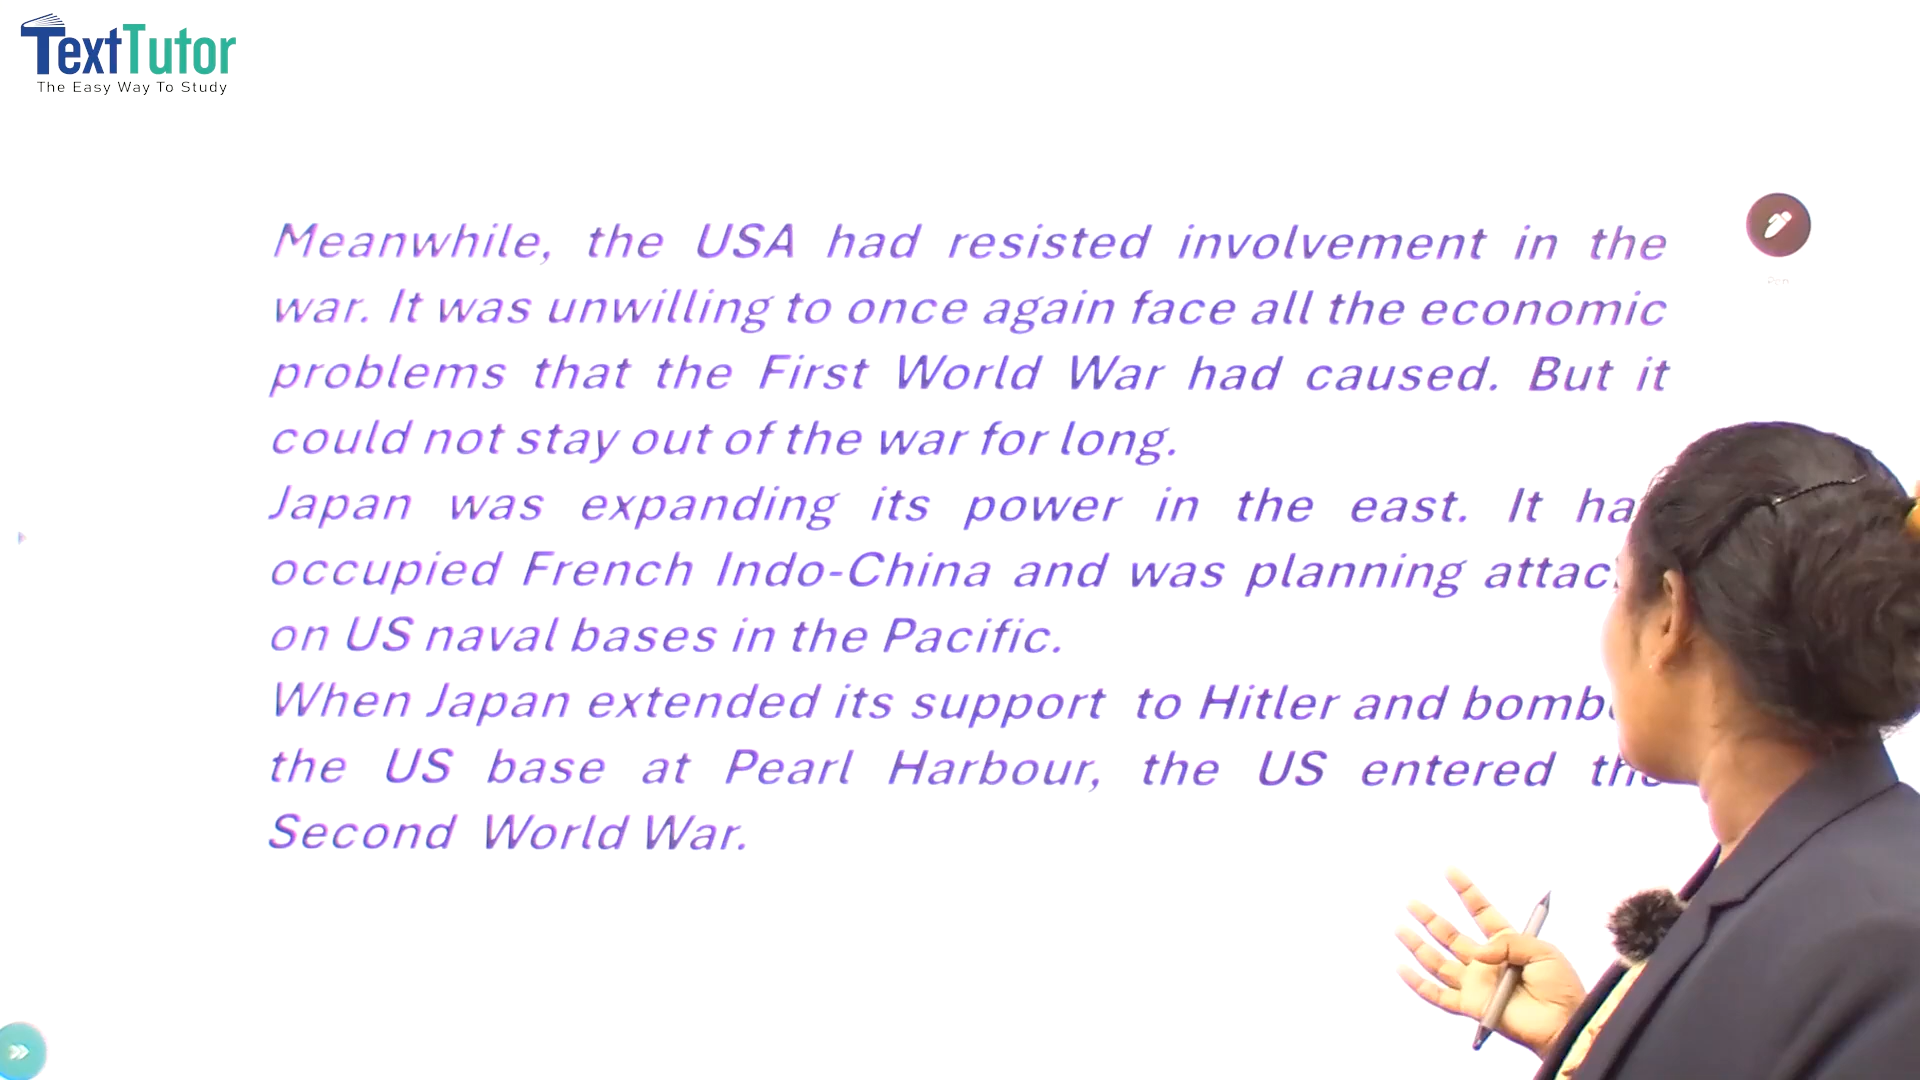 TextTutor
The Easy Way To Study
Meanwhile, the USA had resisted involvement in the
war. It was unwilling to once again face all the economic
problems that the First World War had caused. But it
could not stay out of the war for long.
Japan was expanding its power in the east. It
occupied French Indo-China and was planning
on US naval bases in the Pacific.
When Japan extended its support to Hitler and
the US base at Pearl Harbour, the US entered the
Second World War.